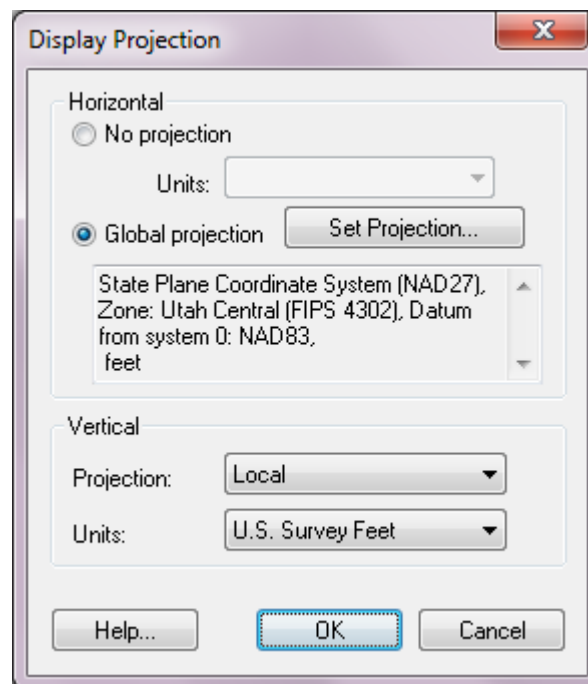 Display Projection
Horizontal
No projection
Units:
Global projection
Set Projection...
State Plane Coordinate System (NAD27),
Zone: Utah Central (FIPS 4302), Datum
from system 0: NAD83,
feet
Vertical
Projection:
Local
Units:
U.S. Survey Feet
Help...
OK
Cancel